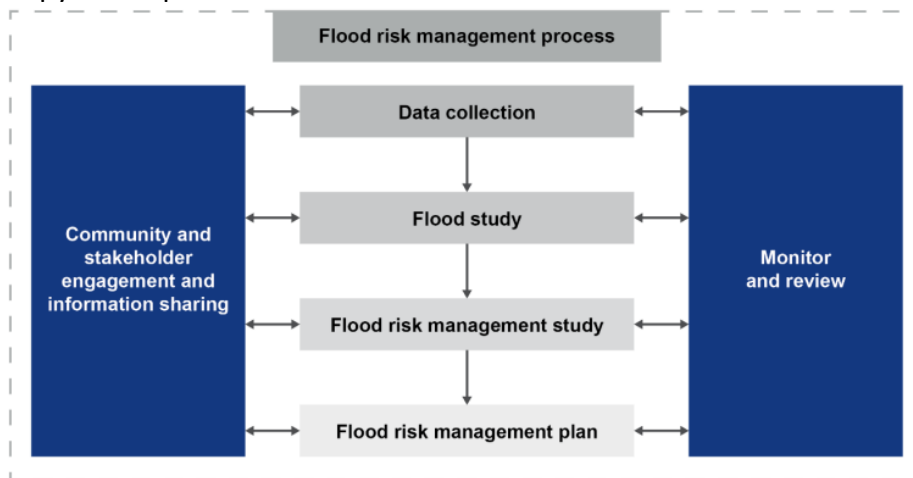 Flood risk management process
Data collection
Flood study
Community and
stakeholder
engagement and
information sharing
Monitor
and review
Flood risk management study
Flood risk management plan